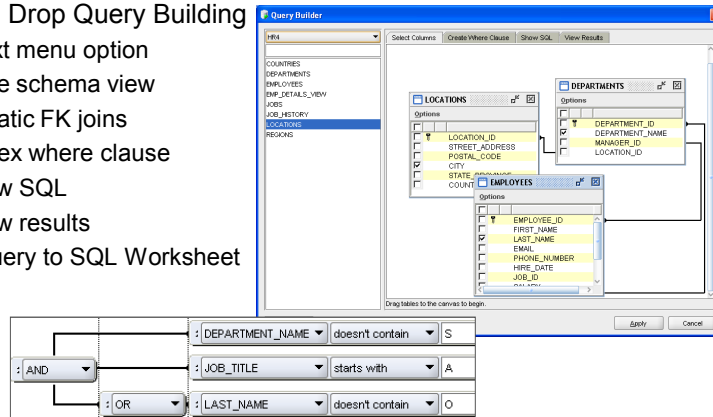 Drop Query Building
xt menu option
e schema view
atic FK joins
ex where clause
w SQL
w results
uery to SQL Worksheet
Query Builder
HR4
Select Columns Create Where Clause Show SQL View Results
COUNTRIES
DEPARTMENTS
EMPLOYEES
EMP_DETAILS_VIEW
JOBS
JOB_HISTORY
LOCATIONS
REGIONS
LOCATIONS
Options
LOCATION_ID
STREET_ADDRESS
POSTAL_CODE
CITY
STATE_PROVINCE
COUNT
DEPARTMENTS
Options
DEPARTMENT_ID
DEPARTMENT_NAME
MANAGER_ID
LOCATION_ID
EMPLOYEES
Options
EMPLOYEE_ID
FIRST_NAME
LAST_NAME
EMAIL
PHONE_NUMBER
HIRE_DATE
JOB_ID
Drag tables to the canvas to begin.
Apply Cancel
: DEPARTMENT_NAME doesn't contain S
: AND : JOB_TITLE starts with A
: OR : LAST_NAME doesn't contain O